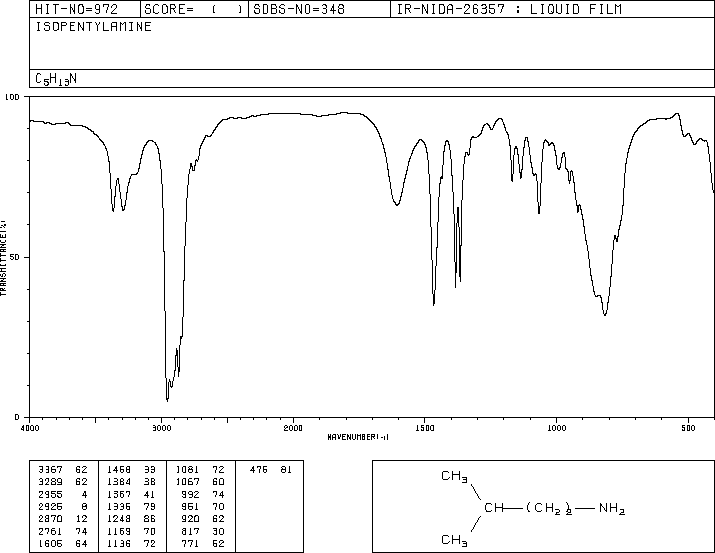 HIT-NO=972 SCORE= ( ) SDBS-NO=348 IR-NIDA-26357 : LIQUID FILM
ISOPENTYLAMINE
C5H13N
100
TRANSMITTANCE(%)
50
0
4000 3000 2000 1500 1000 500
WAVENUMBER(-1)
3367 62 1468 33 1081 72 476 81
3289 62 1384 38 1067 60
2955 4 1367 41 992 74
2925 8 1336 79 951 70
2870 12 1248 86 920 62
2761 74 1169 70 817 30
1605 64 1136 72 771 52
CH3
CH—(CH2)2—NH2
CH3